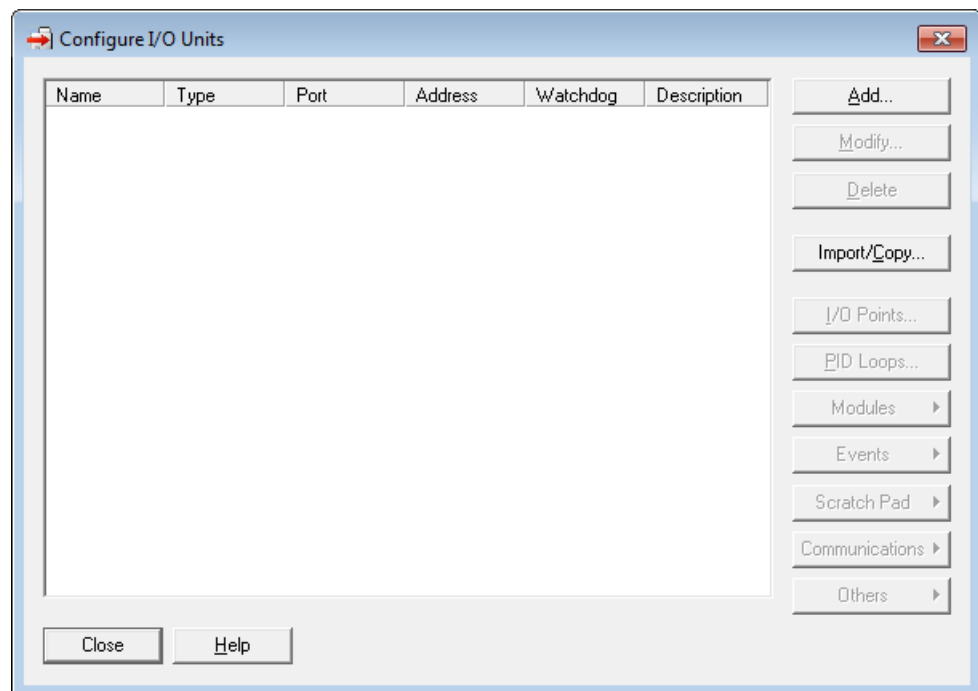 Configure I/O Units
Name Type Port Address Watchdog Description
Add...
Modify...
Delete
Import/Copy...
I/O Points...
PID Loops...
Modules
Events
Scratch Pad
Communications
Others
Close Help